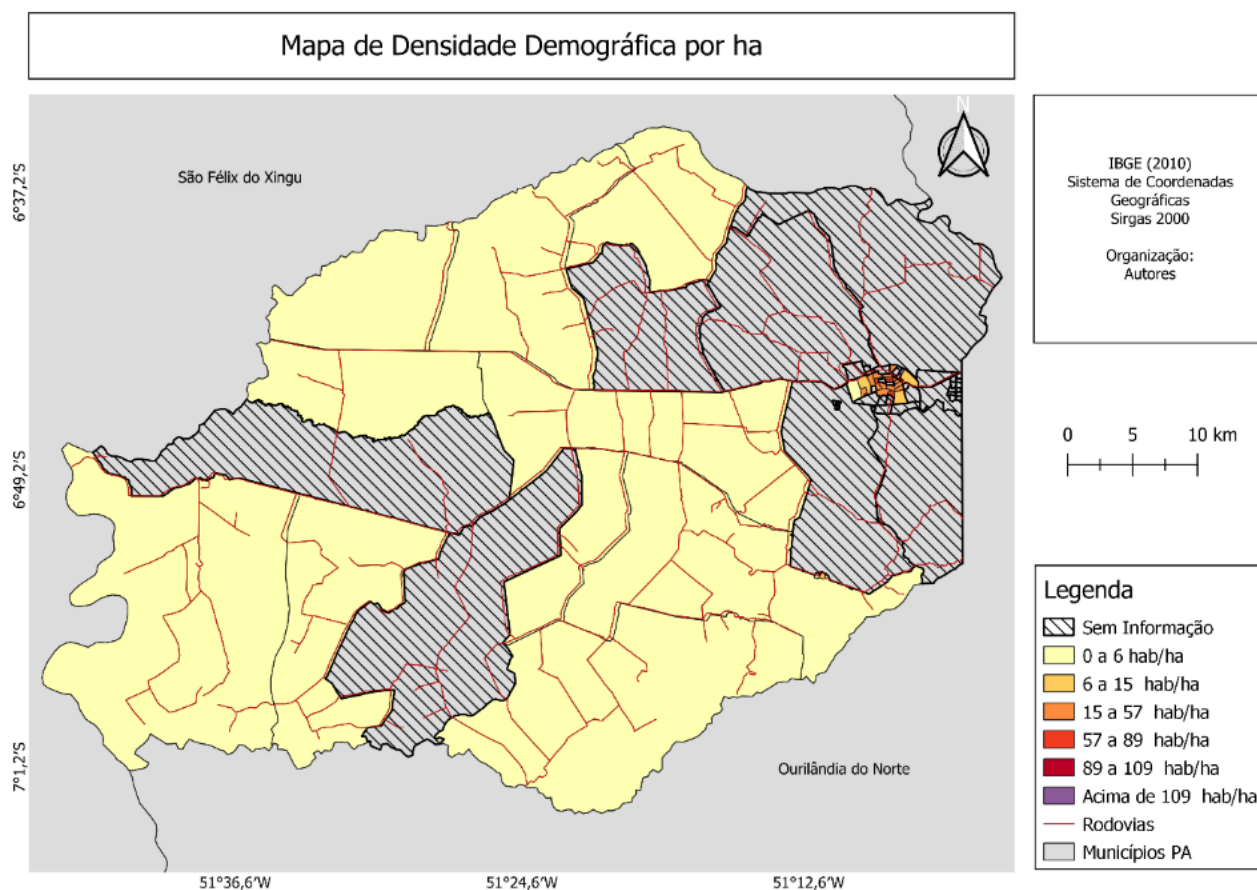 Mapa de Densidade Demográfica por ha
N
São Félix do Xingu
Ourilândia do Norte
6°37,2'S
6°49,2'S
7°1,2'S
51°36,6'W
51°24,6'W
51°12,6'W
IBGE (2010)
Sistema de Coordenadas
Geográficas
Sirgas 2000
Organização:
Autores
0 5 10 km
Legenda
Sem Informação
0 a 6 hab/ha
6 a 15 hab/ha
15 a 57 hab/ha
57 a 89 hab/ha
89 a 109 hab/ha
Acima de 109 hab/ha
Rodovias
Municípios PA